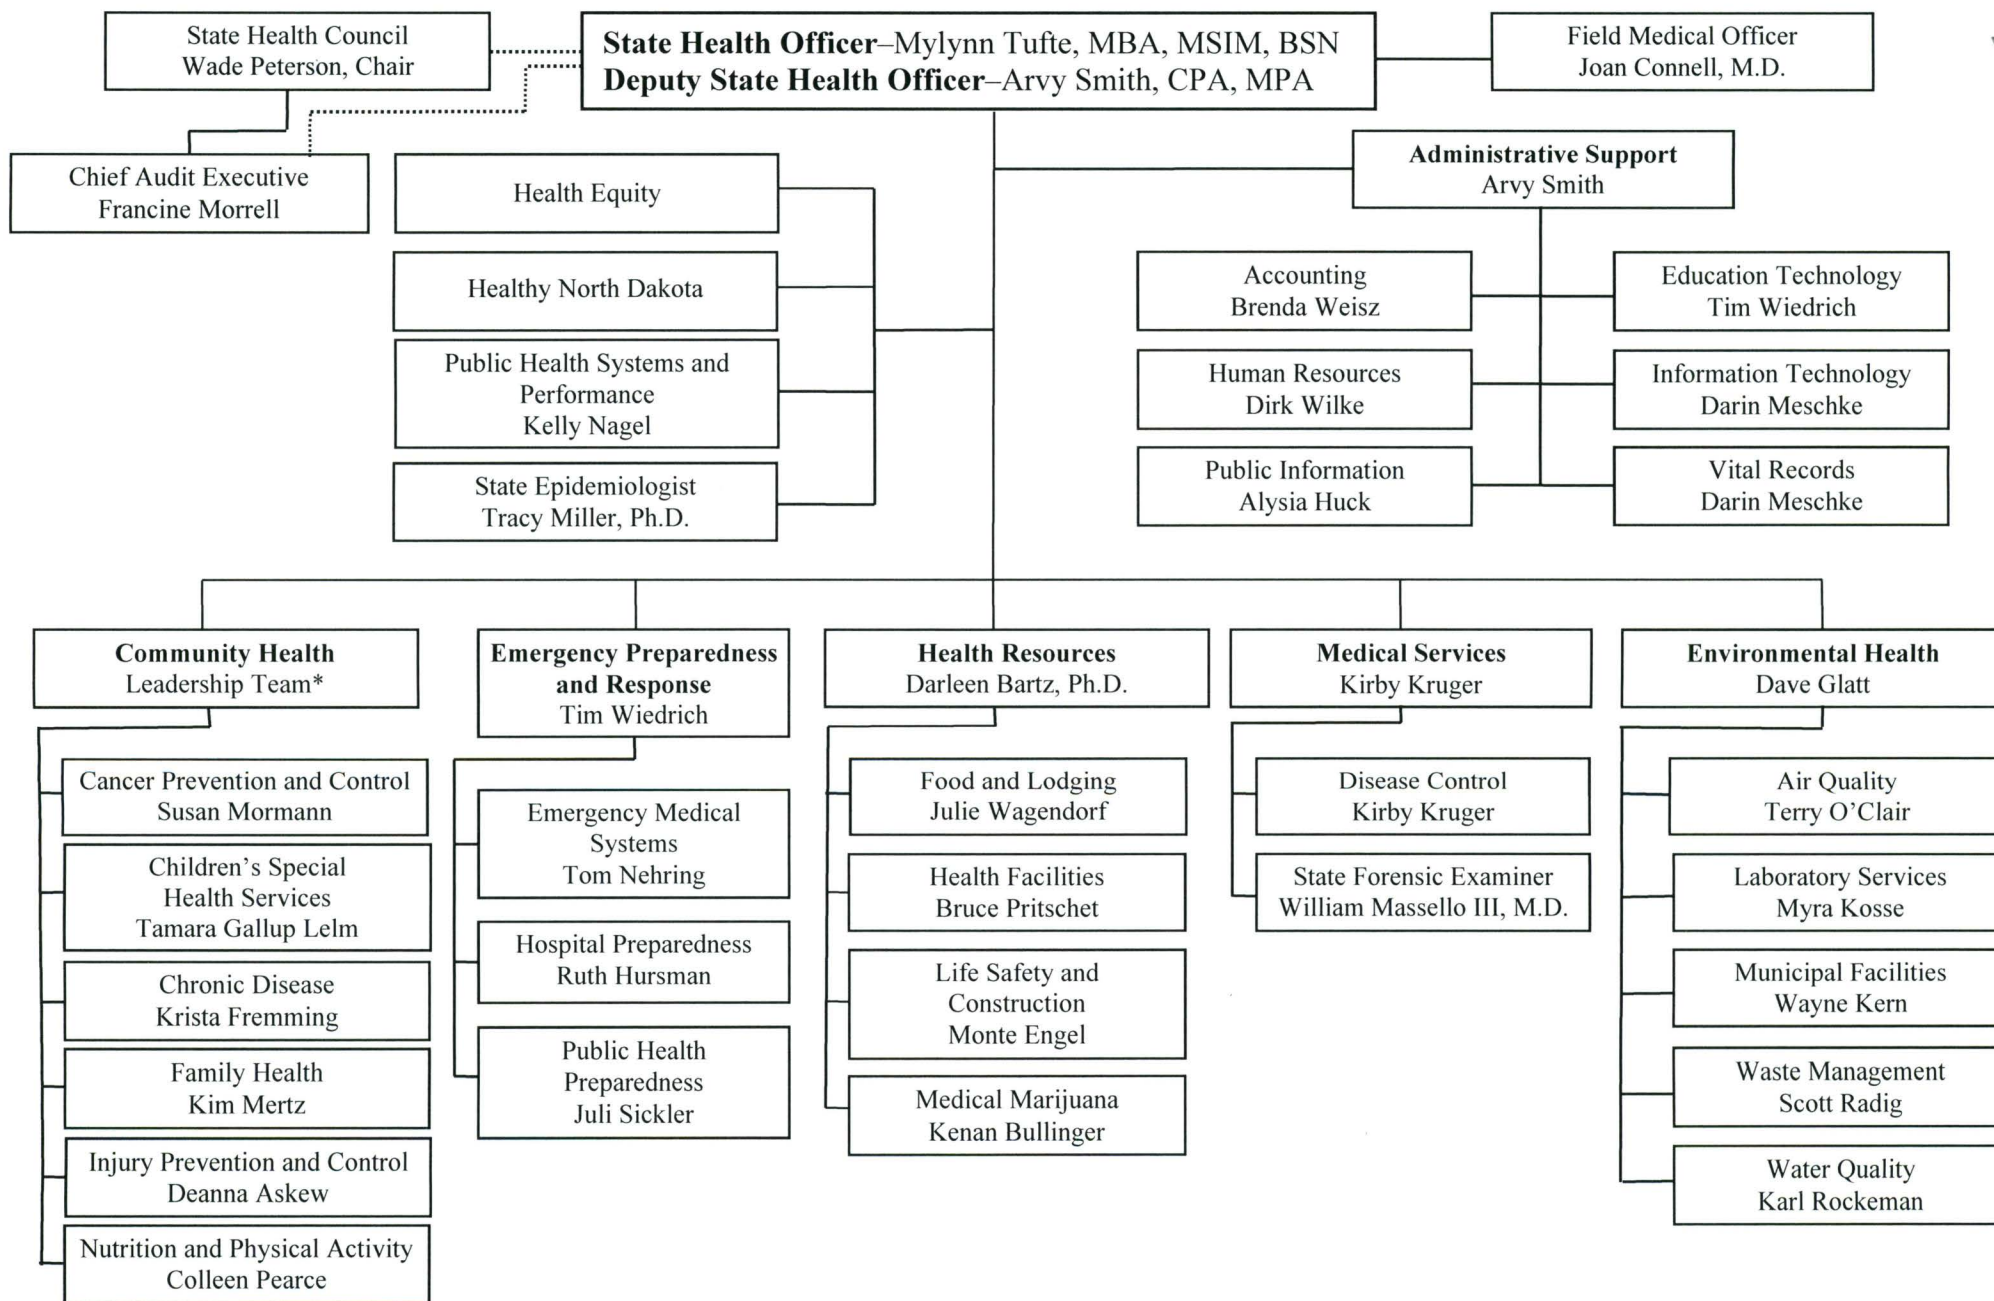 State Health Council
Wade Peterson, Chair
State Health Officer–Mylynn Tufte, MBA, MSIM, BSN
Deputy State Health Officer–Arvy Smith, CPA, MPA
Field Medical Officer
Joan Connell, M.D.
Chief Audit Executive
Francine Morrell
Administrative Support
Arvy Smith
Health Equity
Healthy North Dakota
Public Health Systems and
Performance
Kelly Nagel
State Epidemiologist
Tracy Miller, Ph.D.
Accounting
Brenda Weisz
Education Technology
Tim Wiedrich
Human Resources
Dirk Wilke
Information Technology
Darin Meschke
Public Information
Alysia Huck
Vital Records
Darin Meschke
Community Health
Leadership Team*
Cancer Prevention and Control
Susan Mormann
Children’s Special
Health Services
Tamara Gallup Lelm
Chronic Disease
Krista Fremming
Family Health
Kim Mertz
Injury Prevention and Control
Deanna Askew
Nutrition and Physical Activity
Colleen Pearce
Emergency Preparedness
and Response
Tim Wiedrich
Emergency Medical
Systems
Tom Nehring
Hospital Preparedness
Ruth Hursman
Public Health
Preparedness
Juli Sickler
Health Resources
Darleen Bartz, Ph.D.
Food and Lodging
Julie Wagendorf
Health Facilities
Bruce Pritschet
Life Safety and
Construction
Monte Engel
Medical Marijuana
Kenan Bullinger
Medical Services
Kirby Kruger
Disease Control
Kirby Kruger
State Forensic Examiner
William Massello III, M.D.
Environmental Health
Dave Glatt
Air Quality
Terry O’Clair
Laboratory Services
Myra Kosse
Municipal Facilities
Wayne Kern
Waste Management
Scott Radig
Water Quality
Karl Rockeman